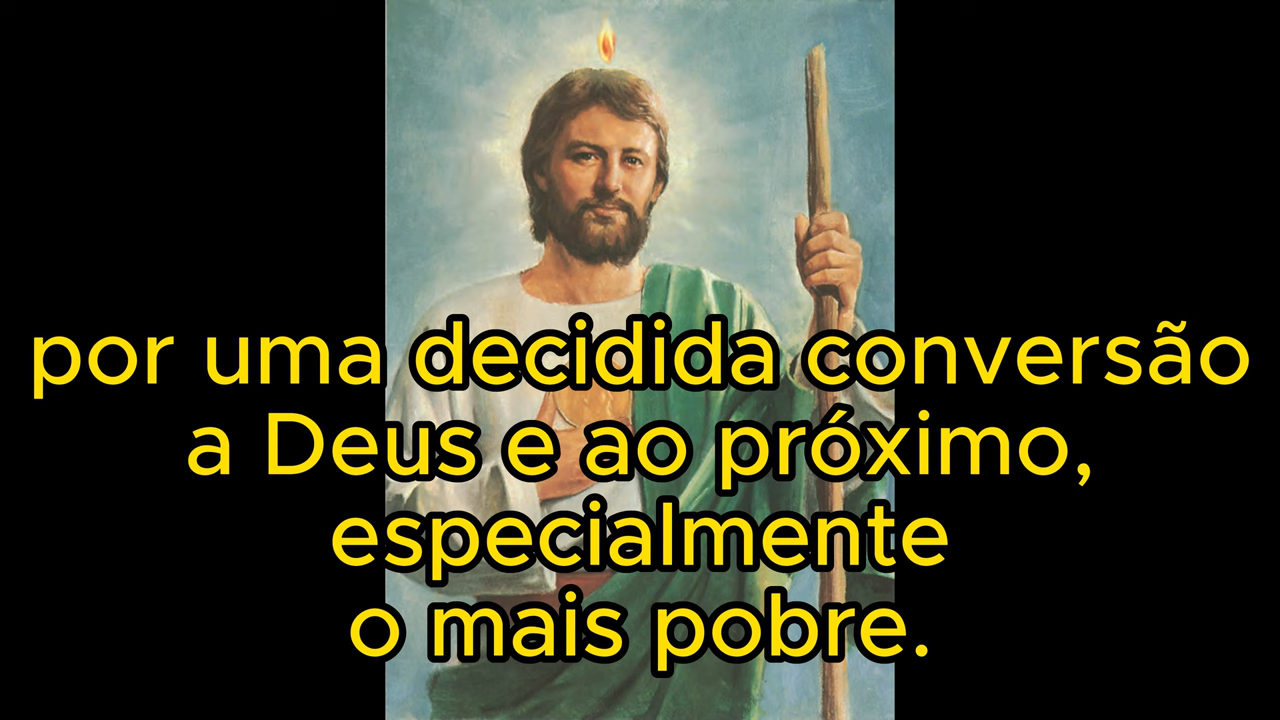 por uma decidida conversão
a Deus e ao próximo,
especialmente
o mais pobre.